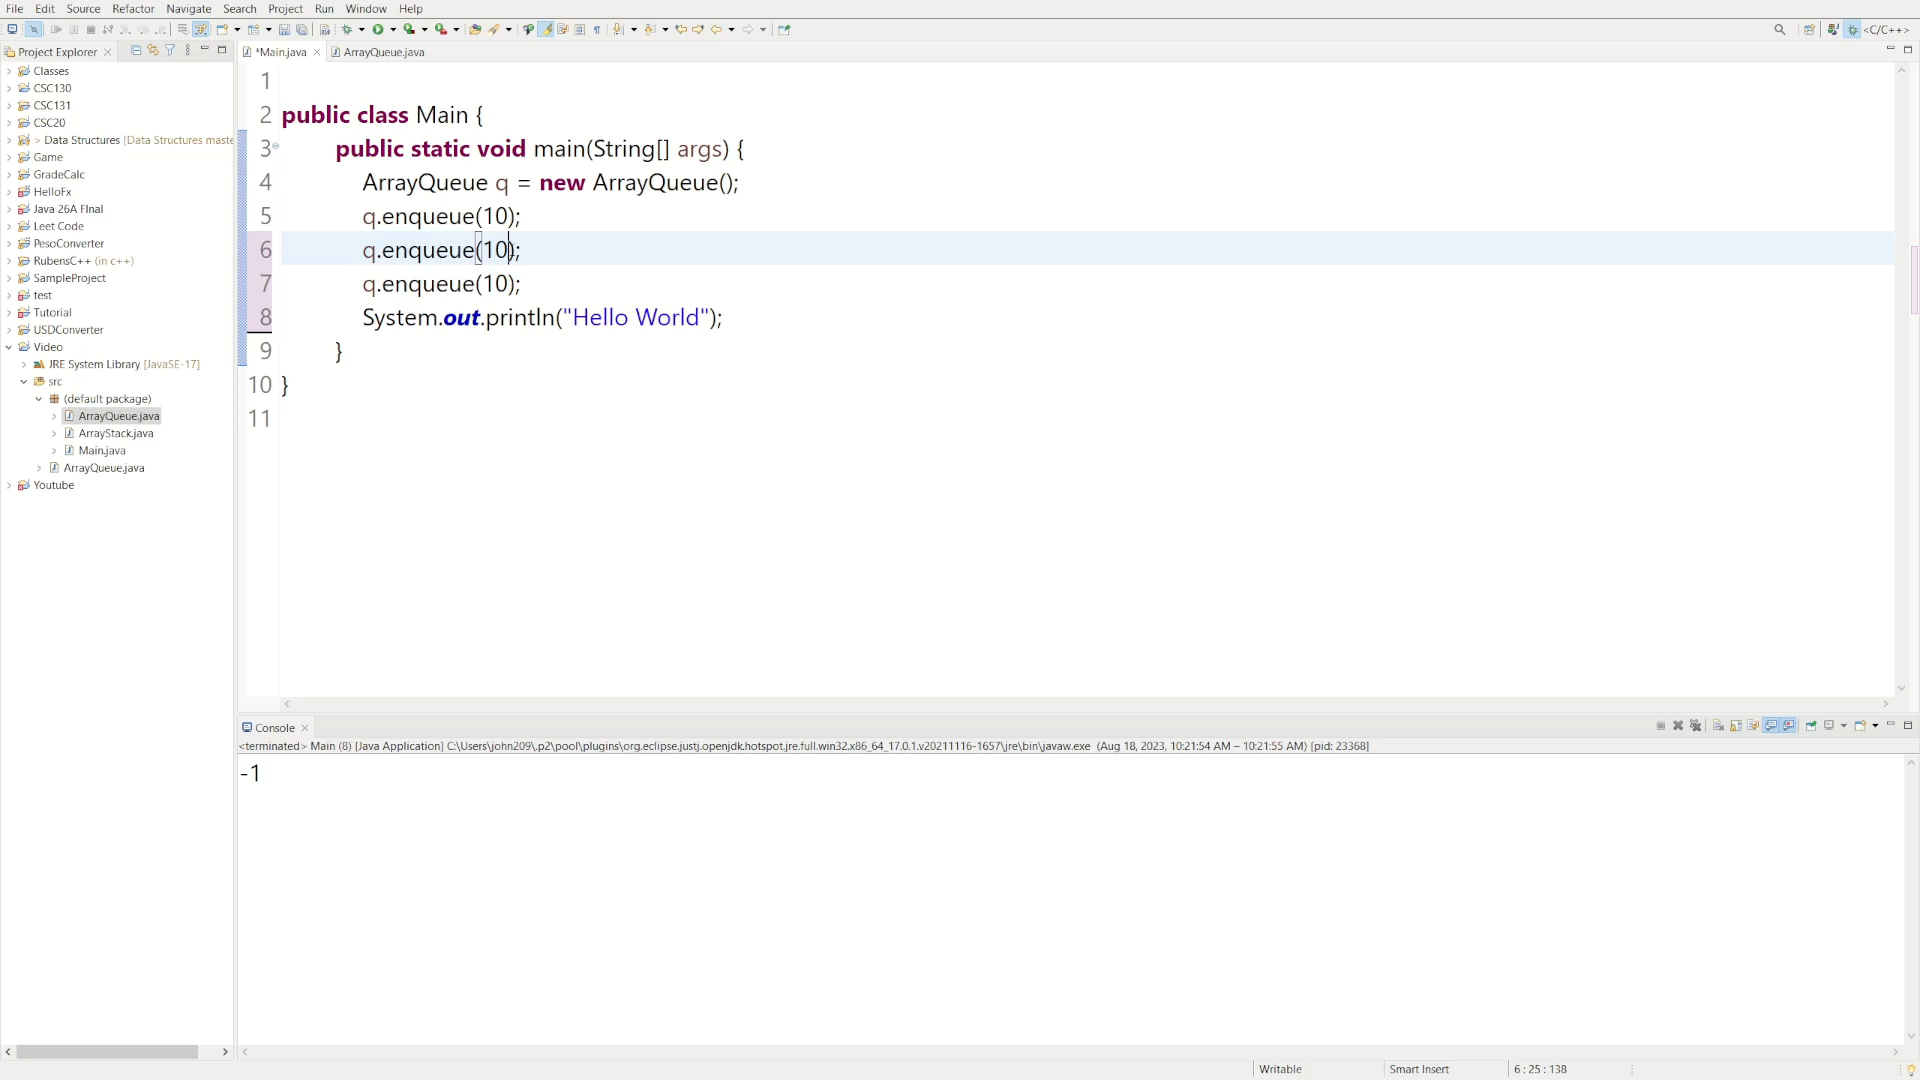 File Edit Source Refactor Navigate Search Project Run Window Help
<C/C++>
Project Explorer
*Main.java
ArrayQueue.java
Classes
CSC130
CSC131
CSC20
> Data Structures [Data Structures maste
Game
GradeCalc
HelloFx
Java 26A FInal
Leet Code
PesoConverter
RubensC++ (in c++)
SampleProject
test
Tutorial
USDConverter
Video
JRE System Library [JavaSE-17]
src
(default package)
ArrayQueue.java
ArrayStack.java
Main.java
ArrayQueue.java
Youtube
1
2 public class Main {
3 public static void main(String[] args) {
4 ArrayQueue q = new ArrayQueue();
5 q.enqueue(10);
6 q.enqueue(10);
7 q.enqueue(10);
8 System.out.println("Hello World");
9 }
10 }
11
Console
<terminated> Main (8) [Java Application] C:\Users\john209\.p2\pool\plugins\org.eclipse.justj.openjdk.hotspot.jre.full.win32.x86_64_17.0.1.v20211116-1657\jre\bin\javaw.exe (Aug 18, 2023, 10:21:54 AM – 10:21:55 AM) [pid: 23368]
-1
Writable
Smart Insert
6 : 25 : 138